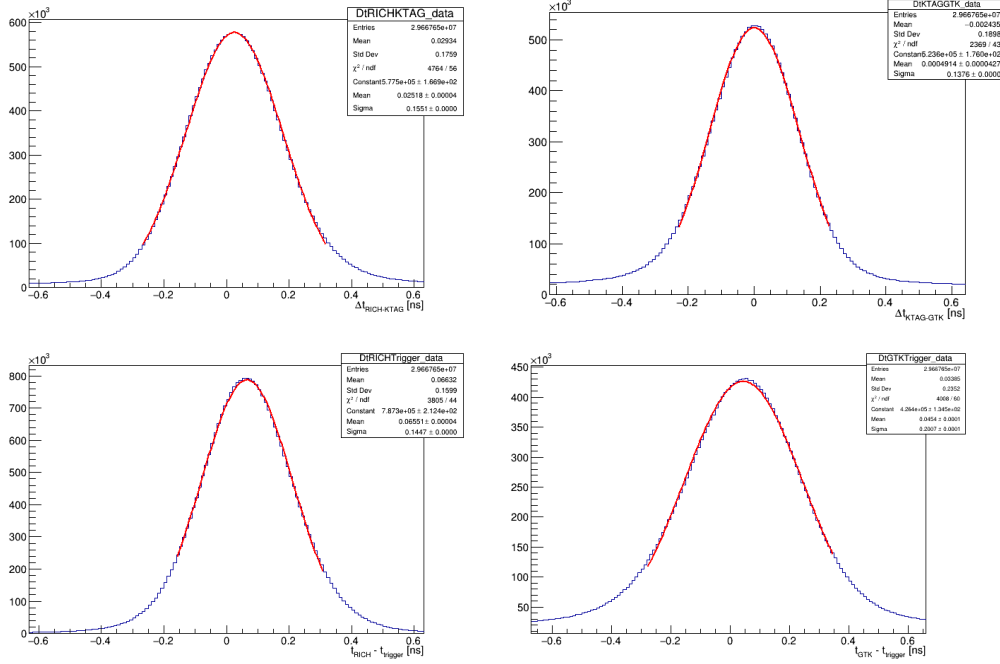 ×10³
DtRICHKTAG_data
Entries 2.966765e+07
Mean 0.02934
Std Dev 0.1759
χ² / ndf 4764 / 56
Constant 5.775e+05 ± 1.669e+02
Mean 0.02518 ± 0.00004
Sigma 0.1551 ± 0.0000
600
500
400
300
200
100
0
−0.6 −0.4 −0.2 0 0.2 0.4 0.6
Δt_RICH-KTAG [ns]
×10³
DtKTAGGTK_data
Entries 2.966765e+07
Mean −0.002435
Std Dev 0.1898
χ² / ndf 2369 / 43
Constant 5.236e+05 ± 1.760e+02
Mean 0.0004914 ± 0.0000427
Sigma 0.1376 ± 0.0000
500
400
300
200
100
0
−0.6 −0.4 −0.2 0 0.2 0.4 0.6
Δt_KTAG-GTK [ns]
×10³
DtRICHTrigger_data
Entries 2.966765e+07
Mean 0.06632
Std Dev 0.1599
χ² / ndf 3805 / 44
Constant 7.873e+05 ± 2.124e+02
Mean 0.06551 ± 0.00004
Sigma 0.1447 ± 0.0000
800
700
600
500
400
300
200
100
0
−0.6 −0.4 −0.2 0 0.2 0.4 0.6
t_RICH - t_trigger [ns]
×10³
DtGTKTrigger_data
Entries 2.966765e+07
Mean 0.03385
Std Dev 0.2352
χ² / ndf 4008 / 60
Constant 4.264e+05 ± 1.345e+02
Mean 0.0454 ± 0.0001
Sigma 0.2007 ± 0.0001
450
400
350
300
250
200
150
100
50
−0.6 −0.4 −0.2 0 0.2 0.4 0.6
t_GTK - t_trigger [ns]